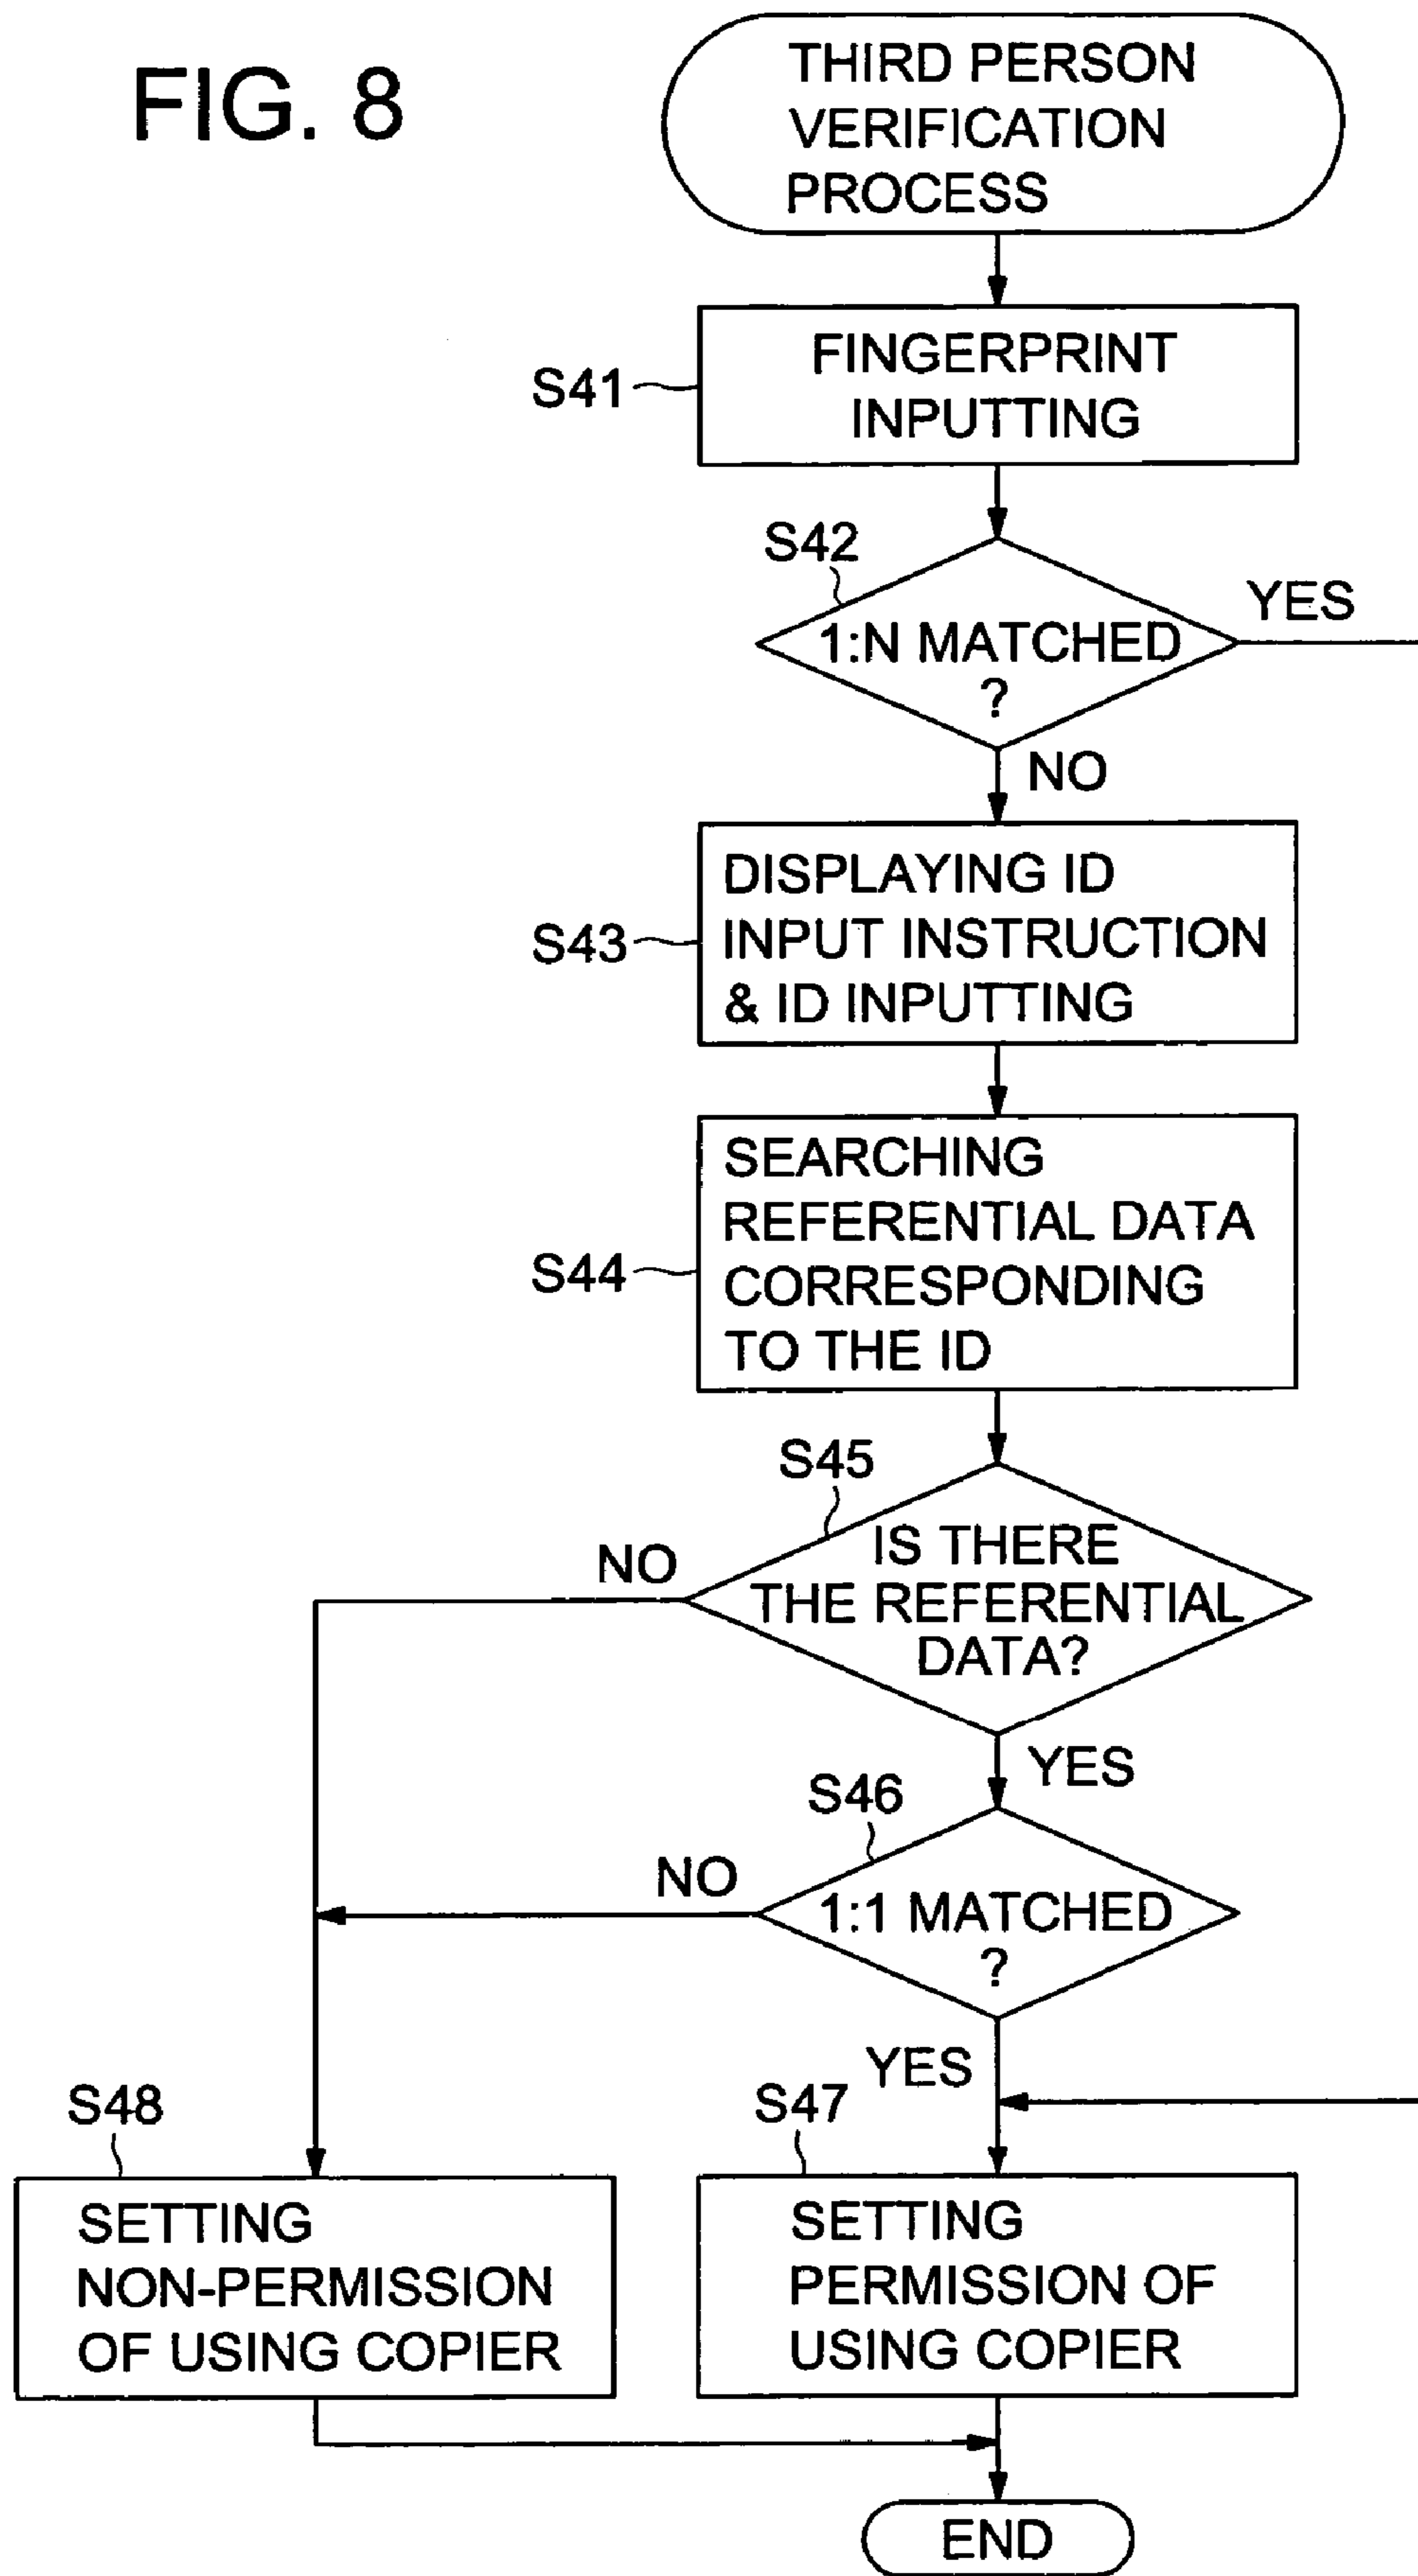 FIG. 8
THIRD PERSON
VERIFICATION
PROCESS
S41
FINGERPRINT
INPUTTING
S42
1:N MATCHED
?
YES
NO
S43
DISPLAYING ID
INPUT INSTRUCTION
& ID INPUTTING
S44
SEARCHING
REFERENTIAL DATA
CORRESPONDING
TO THE ID
S45
IS THERE
THE REFERENTIAL
DATA?
NO
YES
S46
1:1 MATCHED
?
NO
YES
S48
SETTING
NON-PERMISSION
OF USING COPIER
S47
SETTING
PERMISSION OF
USING COPIER
END